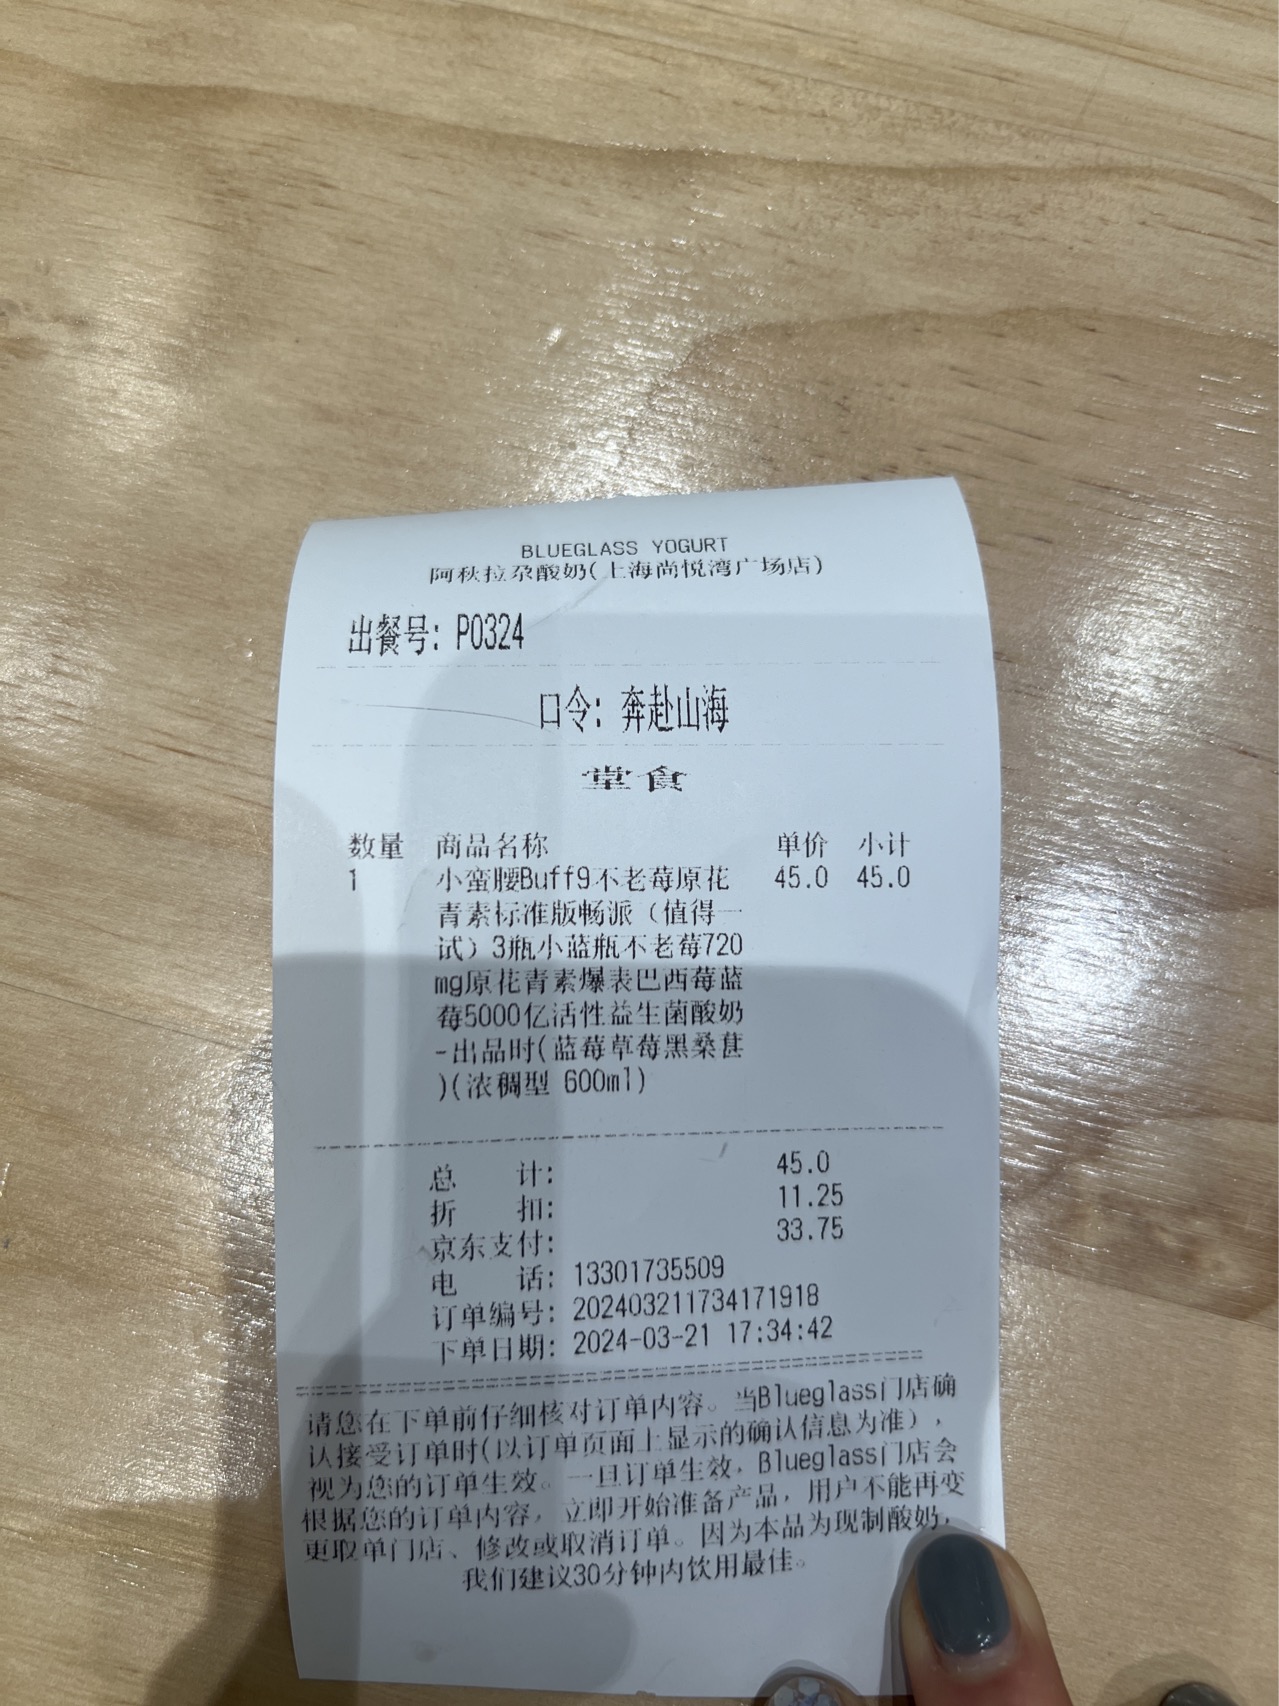 BLUEGLASS YOGURT
阿秋拉尕酸奶(上海尚悦湾广场店)
出餐号: P0324
口令: 奔赴山海
堂食
数量 商品名称 单价 小计
1 小蛮腰Buff9不老莓原花 45.0 45.0
青素标准版畅派（值得一
试）3瓶小蓝瓶不老莓720
mg原花青素爆表巴西莓蓝
莓5000亿活性益生菌酸奶
-出品时(蓝莓草莓黑桑葚
)(浓稠型 600ml)
总 计: 45.0
折 扣: 11.25
京东支付: 33.75
电 话: 13301735509
订单编号: 202403211734171918
下单日期: 2024-03-21 17:34:42
请您在下单前仔细核对订单内容。当Blueglass门店确
认接受订单时(以订单页面上显示的确认信息为准)，
视为您的订单生效。一旦订单生效，Blueglass门店会
根据您的订单内容，立即开始准备产品，用户不能再变
更取单门店、修改或取消订单。因为本品为现制酸奶，
我们建议30分钟内饮用最佳。